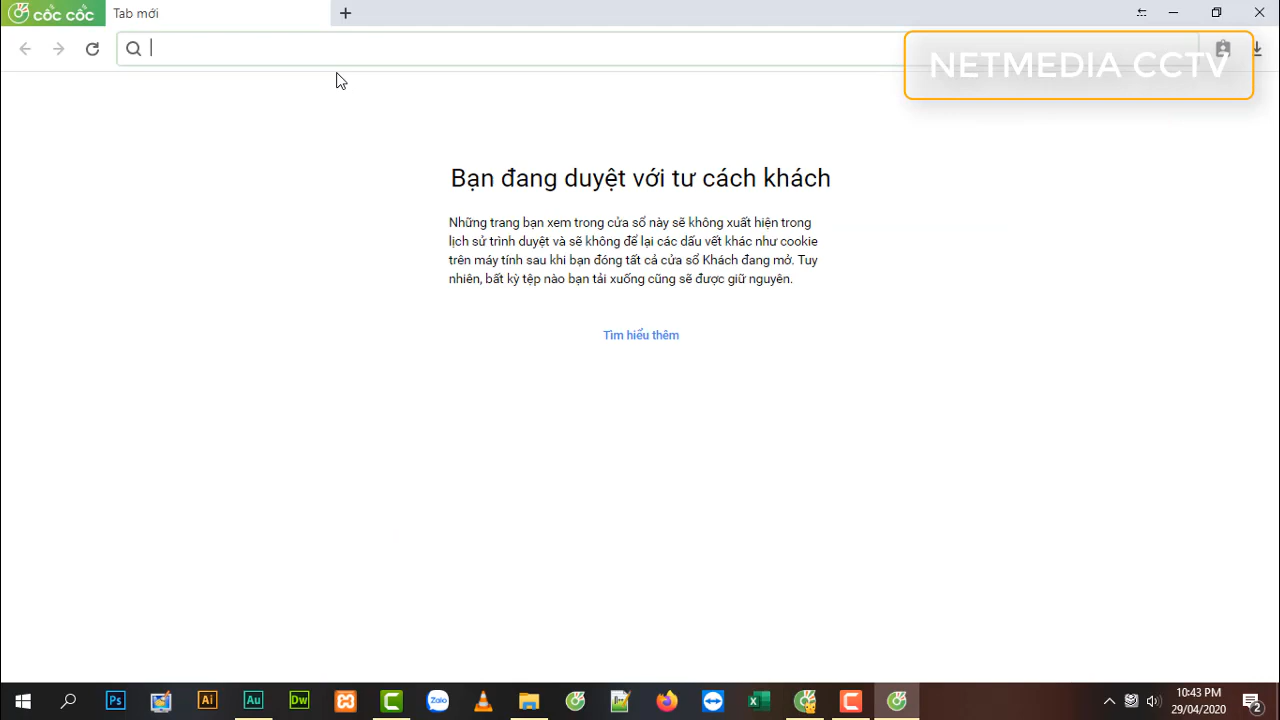 cốc cốc
Tab mới
NETMEDIA CCTV
Bạn đang duyệt với tư cách khách
Những trang bạn xem trong cửa sổ này sẽ không xuất hiện trong
lịch sử trình duyệt và sẽ không để lại các dấu vết khác như cookie
trên máy tính sau khi bạn đóng tất cả cửa sổ Khách đang mở. Tuy
nhiên, bất kỳ tệp nào bạn tải xuống cũng sẽ được giữ nguyên.
Tìm hiểu thêm
Ps
Ai
Au
Dw
Zalo
10:43 PM
29/04/2020
2